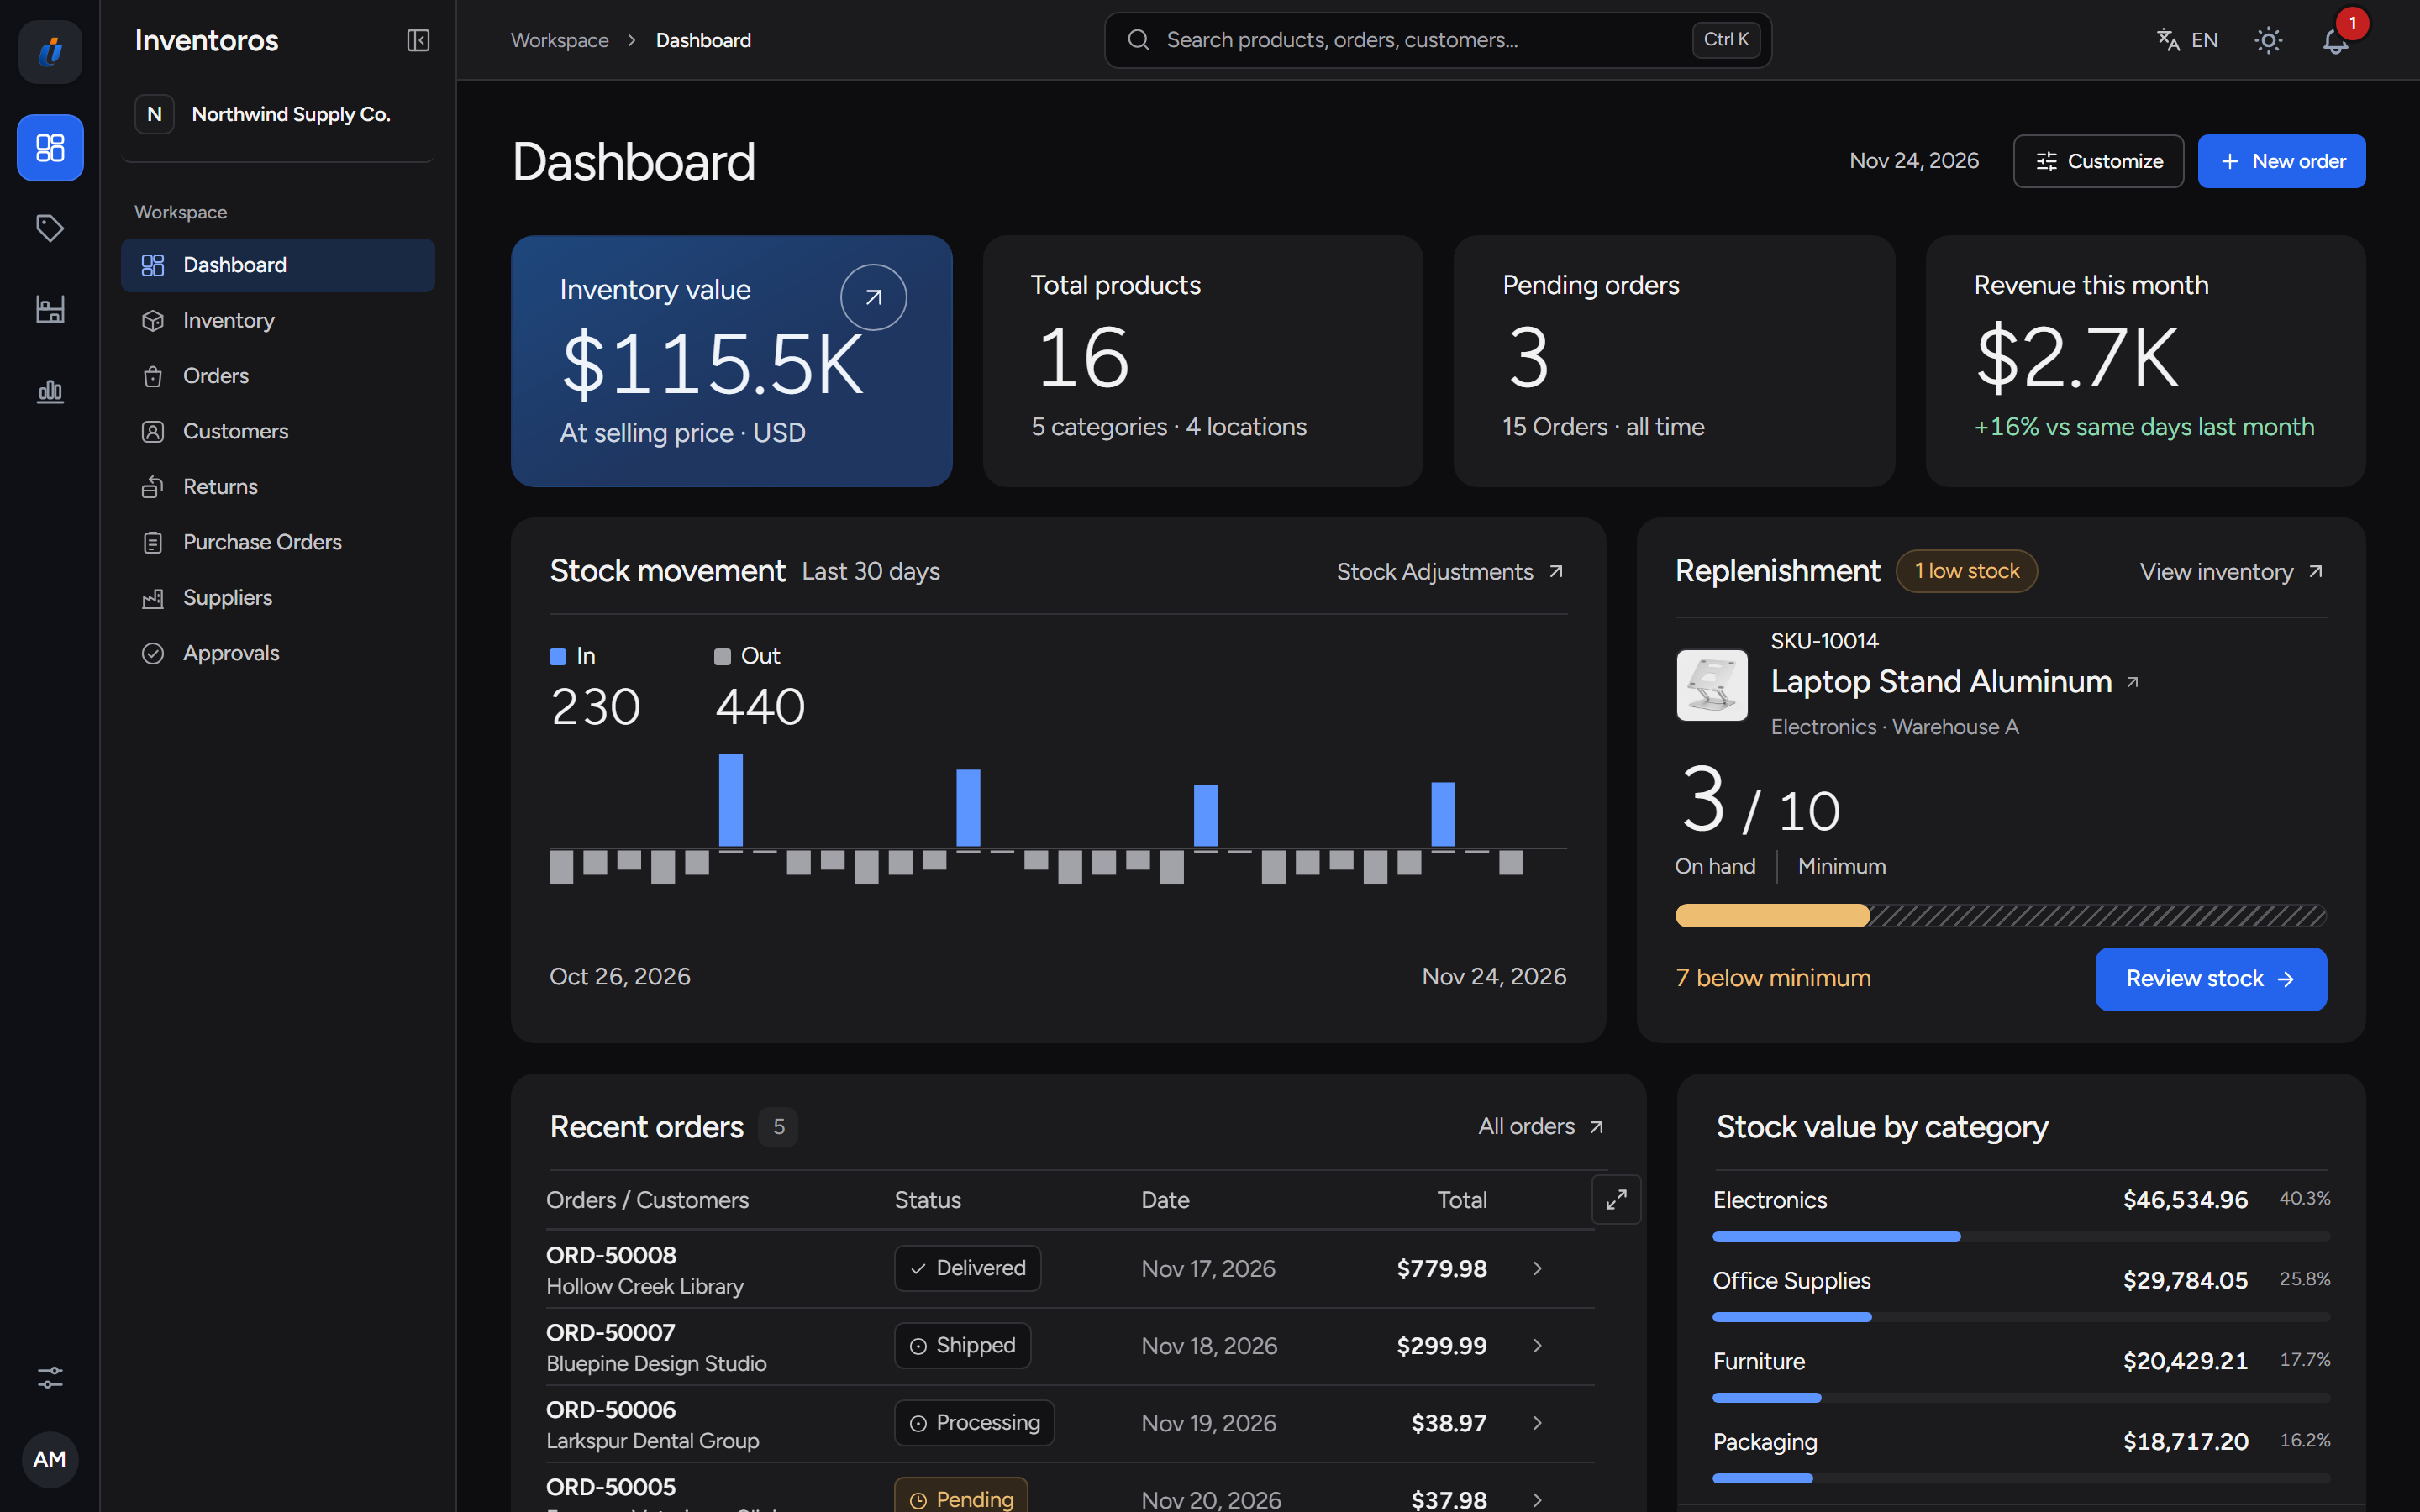 Inventoros
N Northwind Supply Co.
Workspace
Dashboard
Inventory
Orders
Customers
Returns
Purchase Orders
Suppliers
Approvals
AM
Workspace > Dashboard
Search products, orders, customers... Ctrl K
EN
1
Dashboard
Nov 24, 2026
Customize
+ New order
Inventory value
$115.5K
At selling price · USD
Total products
16
5 categories · 4 locations
Pending orders
3
15 Orders · all time
Revenue this month
$2.7K
+16% vs same days last month
Stock movement Last 30 days
Stock Adjustments
In
Out
230
440
Oct 26, 2026
Nov 24, 2026
Replenishment 1 low stock
View inventory
SKU-10014
Laptop Stand Aluminum
Electronics · Warehouse A
3 / 10
On hand Minimum
7 below minimum
Review stock
Recent orders 5
All orders
Orders / Customers Status Date Total
ORD-50008
Hollow Creek Library
Delivered Nov 17, 2026 $779.98
ORD-50007
Bluepine Design Studio
Shipped Nov 18, 2026 $299.99
ORD-50006
Larkspur Dental Group
Processing Nov 19, 2026 $38.97
ORD-50005
Pending Nov 20, 2026 $37.98
Stock value by category
Electronics $46,534.96 40.3%
Office Supplies $29,784.05 25.8%
Furniture $20,429.21 17.7%
Packaging $18,717.20 16.2%